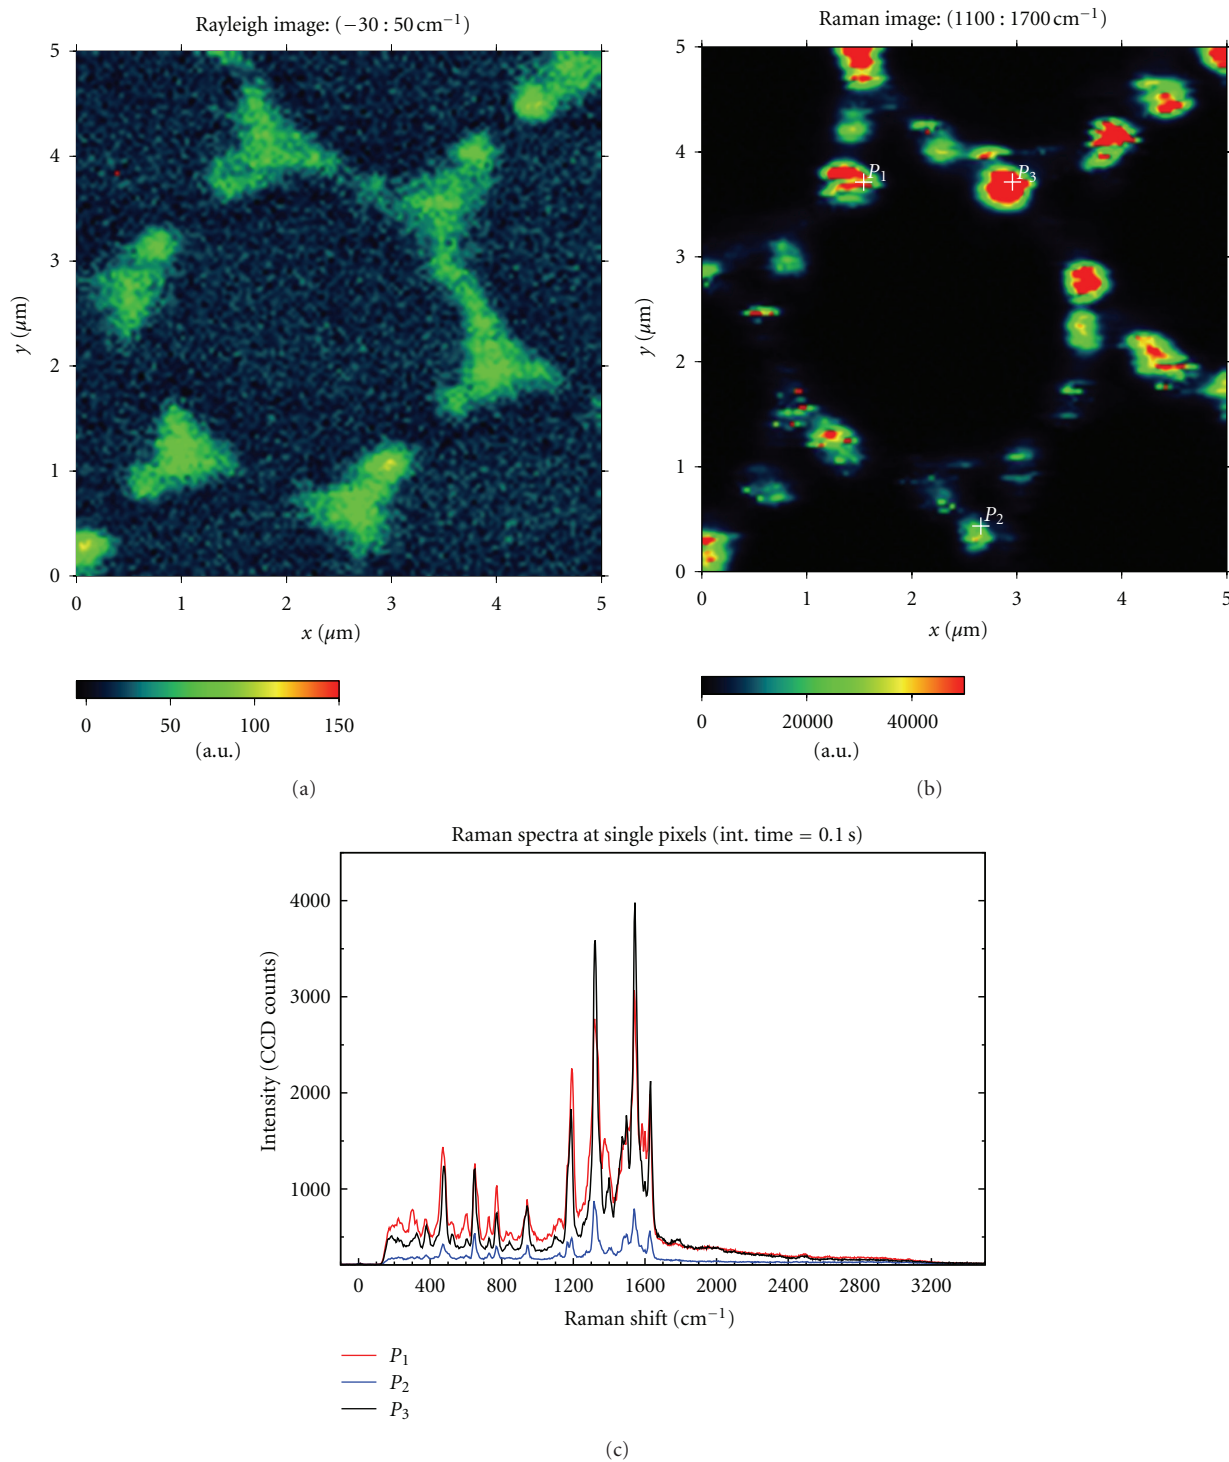 Rayleigh image: (−30 : 50 cm⁻¹)
5
4
3
2
1
0
y (μm)
0 1 2 3 4 5
x (μm)
0 50 100 150
(a.u.)
(a)
Raman image: (1100 : 1700 cm⁻¹)
5
4
3
2
1
0
y (μm)
P₁
P₃
P₂
0 1 2 3 4 5
x (μm)
0 20000 40000
(a.u.)
(b)
Raman spectra at single pixels (int. time = 0.1 s)
4000
3000
2000
1000
Intensity (CCD counts)
0 400 800 1200 1600 2000 2400 2800 3200
Raman shift (cm⁻¹)
P₁
P₂
P₃
(c)